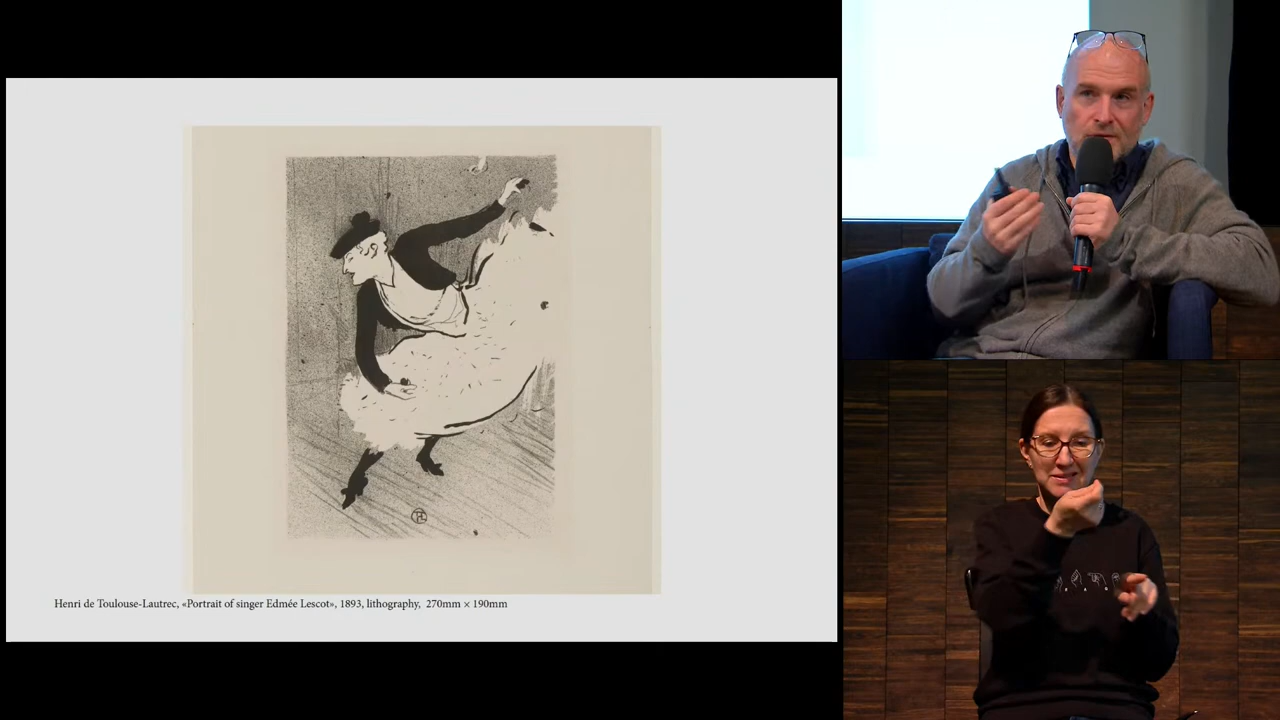 Henri de Toulouse-Lautrec, «Portrait of singer Edmée Lescot», 1893, lithography, 270mm × 190mm